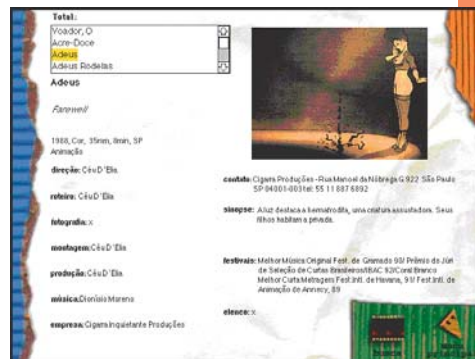 Total:
Voador, O
Acre-Doce
Adeus
Adeus Rodelas
Adeus
Farewell
1988, Cor, 35mm, 8min, SP
Animação
direção: Céu D'Elia
roteiro: Céu D'Elia
fotografia: x
montagem: Céu D'Elia
produção: Céu D'Elia
música: Dionísio Moreno
empresa: Cigarra Inquietante Produções
contato: Cigarra Produções - Rua Manoel da Nóbrega G 922 São Paulo
SP 04001-003 tel: 55 11 887 6892
sinopse: A luz destaca a hermafrodita, uma criatura assustadora. Seus
filhos habitam a privada.
festivais: Melhor Música Original Fest. de Gramado 90/ Prêmio do Júri
de Seleção de Curtas Brasileiros/IBAC 92/Coral Branco
Melhor Curta Metragem Fest.Intl. de Havana, 91/ Fest.Intl. de
Animação de Annecy, 89
elenco: x